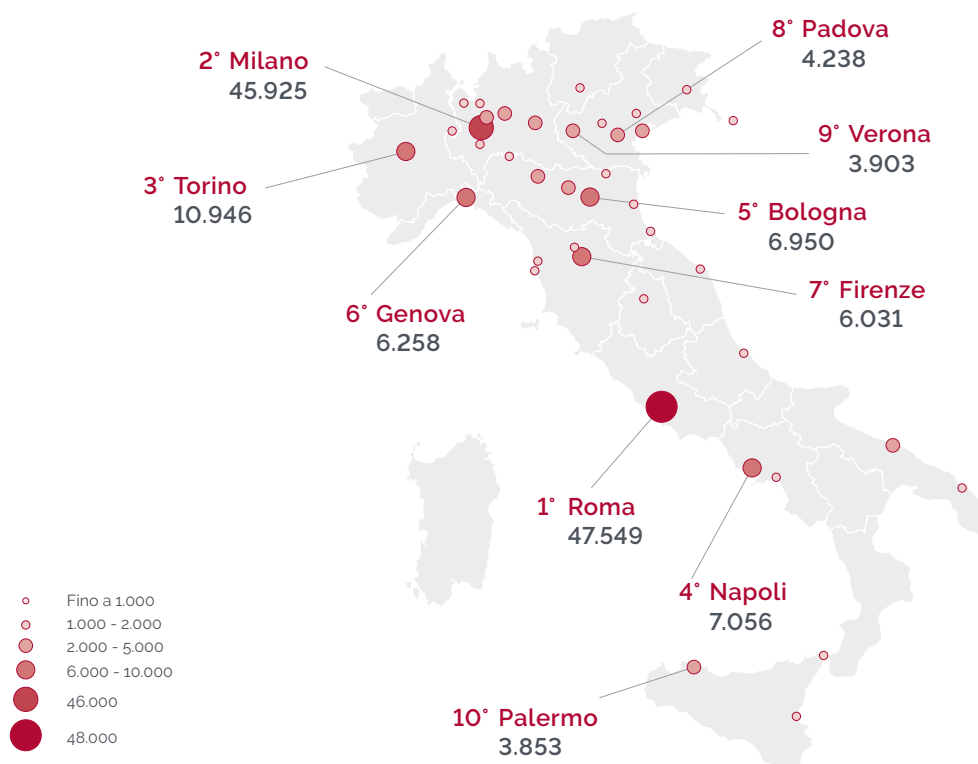 8° Padova
4.238
2° Milano
45.925
9° Verona
3.903
3° Torino
10.946
5° Bologna
6.950
7° Firenze
6.031
6° Genova
6.258
1° Roma
47.549
4° Napoli
7.056
10° Palermo
3.853
Fino a 1.000
1.000 - 2.000
2.000 - 5.000
6.000 - 10.000
46.000
48.000